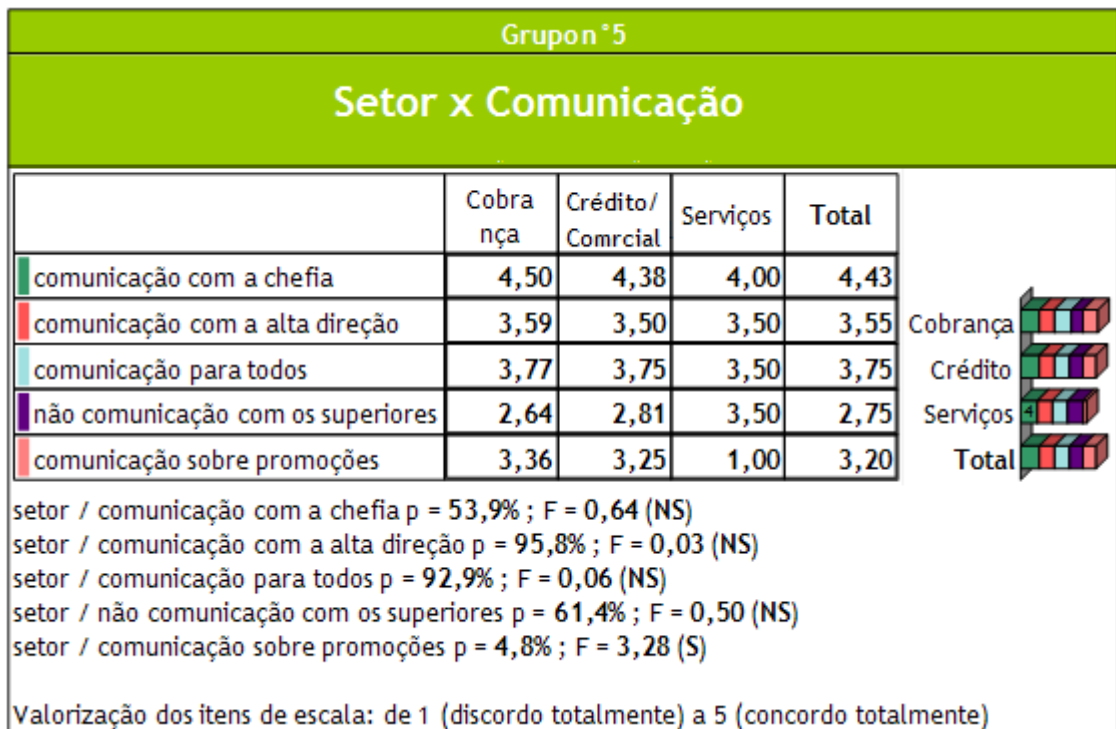 Grupo n°5
Setor x Comunicação
Cobra
nça
Crédito/
Comrcial
Serviços
Total
comunicação com a chefia 4,50 4,38 4,00 4,43
comunicação com a alta direção 3,59 3,50 3,50 3,55
comunicação para todos 3,77 3,75 3,50 3,75
não comunicação com os superiores 2,64 2,81 3,50 2,75
comunicação sobre promoções 3,36 3,25 1,00 3,20
Cobrança
Crédito
Serviços 4
Total
setor / comunicação com a chefia p = 53,9% ; F = 0,64 (NS)
setor / comunicação com a alta direção p = 95,8% ; F = 0,03 (NS)
setor / comunicação para todos p = 92,9% ; F = 0,06 (NS)
setor / não comunicação com os superiores p = 61,4% ; F = 0,50 (NS)
setor / comunicação sobre promoções p = 4,8% ; F = 3,28 (S)
Valorização dos itens de escala: de 1 (discordo totalmente) a 5 (concordo totalmente)